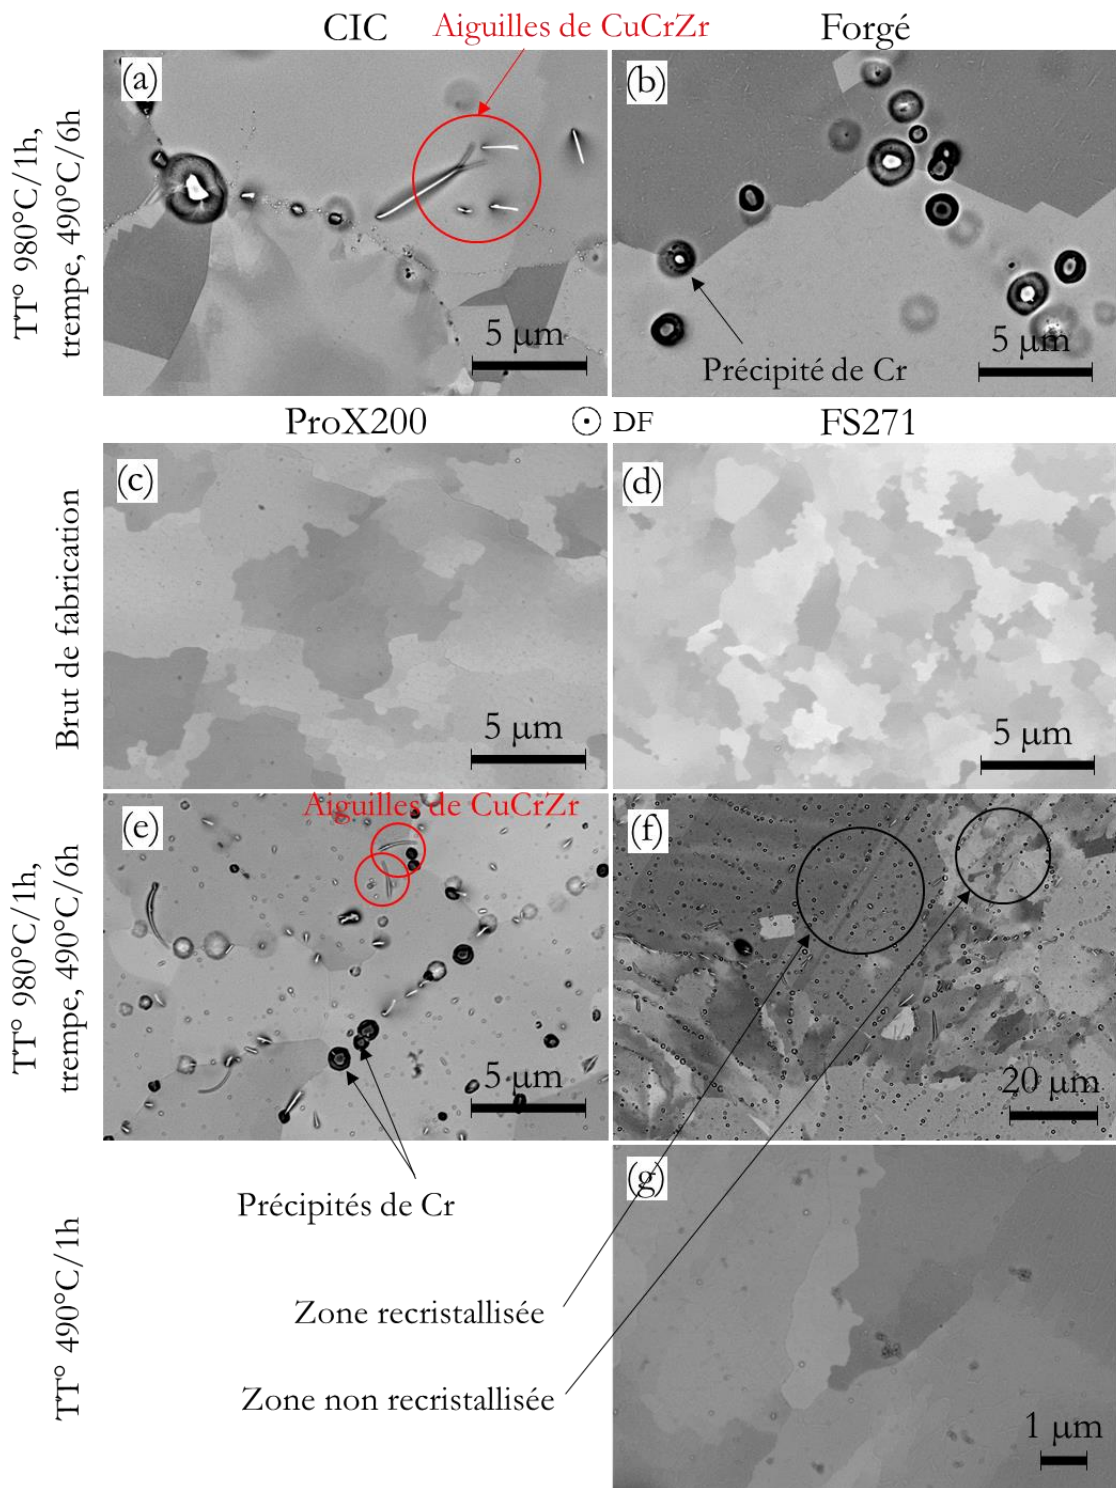 CIC
Aiguilles de CuCrZr
Forgé
TT° 980°C/1h,
trempe, 490°C/6h
(a)
5 µm
(b)
Précipité de Cr
5 µm
ProX200
DF
FS271
Brut de fabrication
(c)
5 µm
(d)
5 µm
TT° 980°C/1h,
trempe, 490°C/6h
(e)
Aiguilles de CuCrZr
5 µm
(f)
20 µm
Précipités de Cr
TT° 490°C/1h
(g)
Zone recristallisée
Zone non recristallisée
1 µm